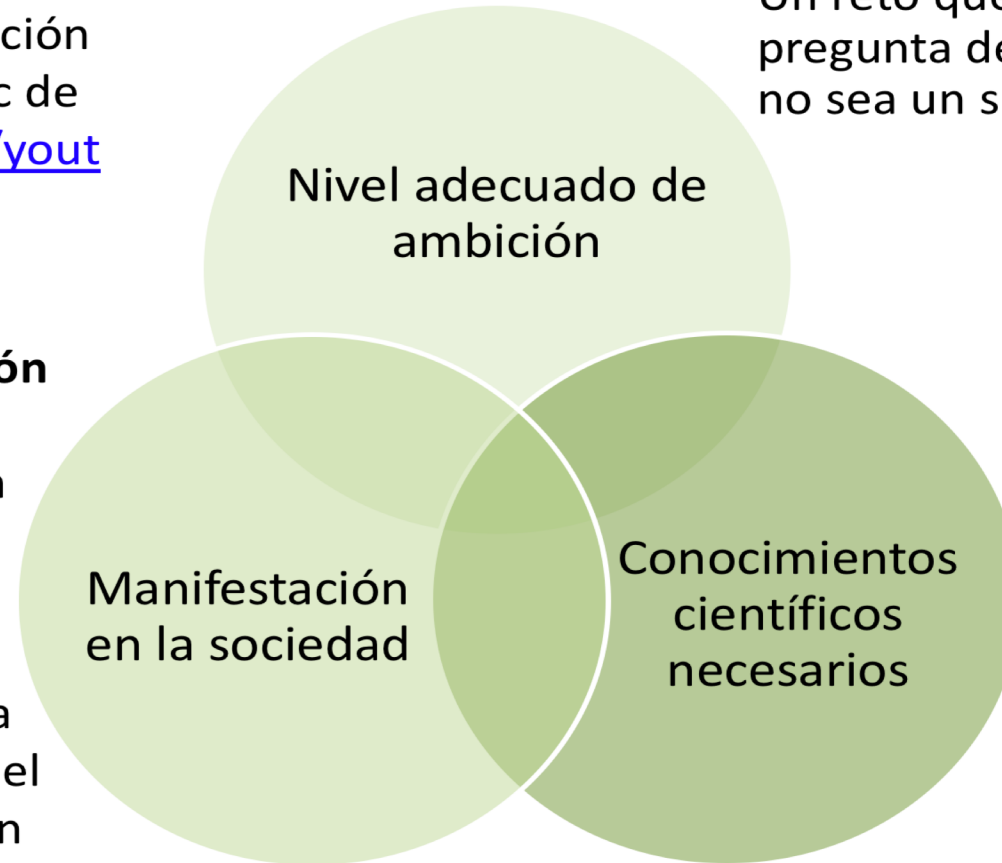 ción
c de
/yout
ón
a
el
n
pregunta de
no sea un s
Nivel adecuado de
ambición
Manifestación
en la sociedad
Conocimientos
científicos
necesarios